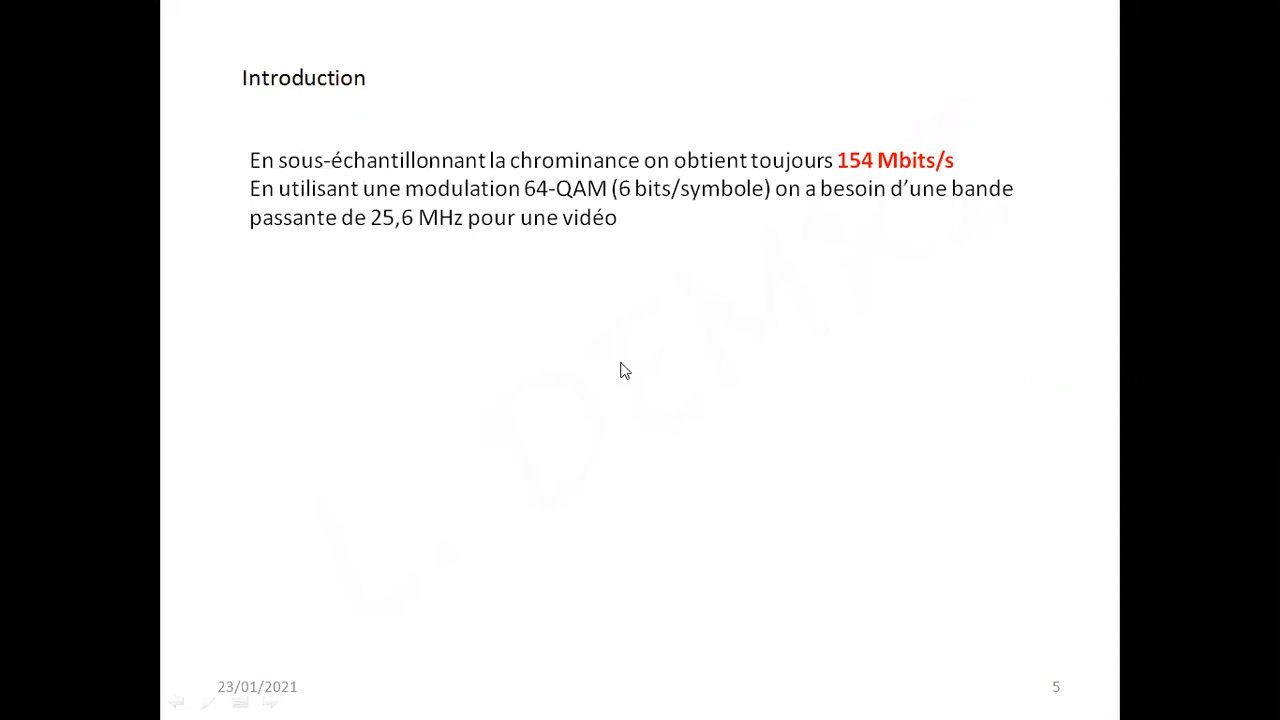 Introduction
En sous-échantillonnant la chrominance on obtient toujours 154 Mbits/s
En utilisant une modulation 64-QAM (6 bits/symbole) on a besoin d’une bande
passante de 25,6 MHz pour une vidéo
L. DEMXX
23/01/2021
5